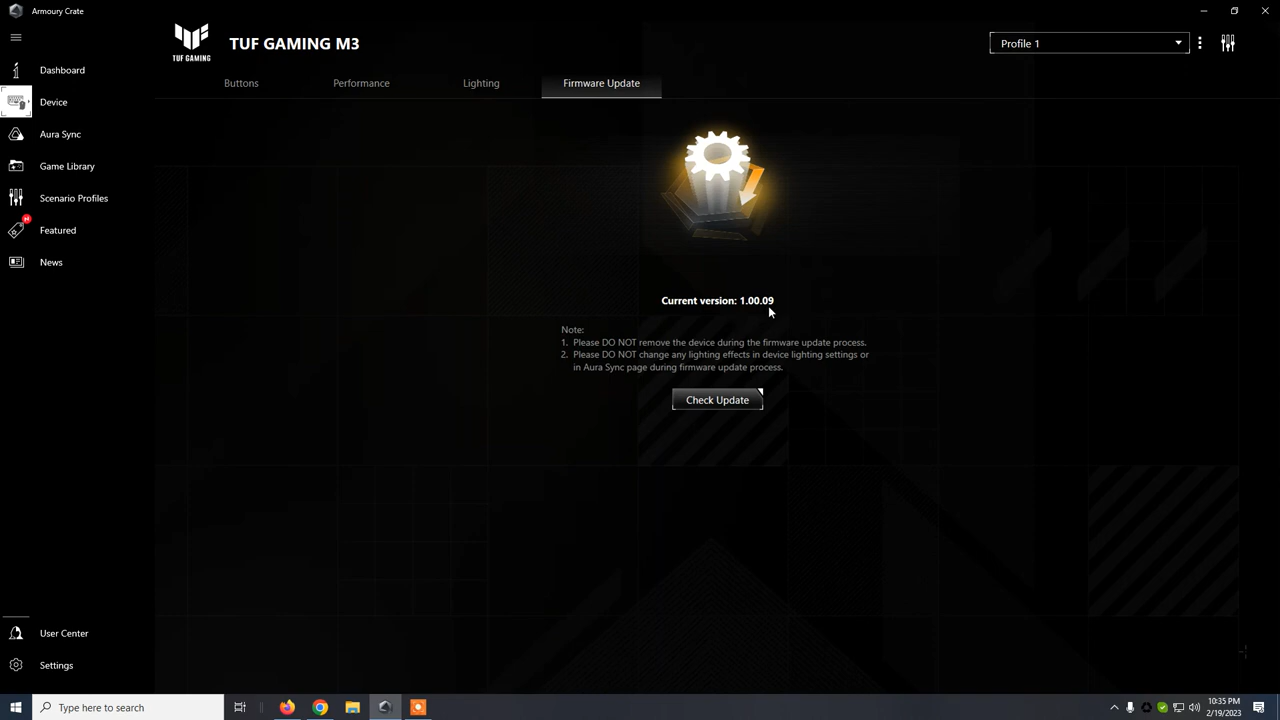 Armoury Crate
TUF GAMING
TUF GAMING M3
Profile 1
Buttons
Performance
Lighting
Firmware Update
Dashboard
Device
Aura Sync
Game Library
Scenario Profiles
H
Featured
News
Current version: 1.00.09
Note:
1. Please DO NOT remove the device during the firmware update process.
2. Please DO NOT change any lighting effects in device lighting settings or
in Aura Sync page during firmware update process.
Check Update
User Center
Settings
Type here to search
10:35 PM
2/19/2023